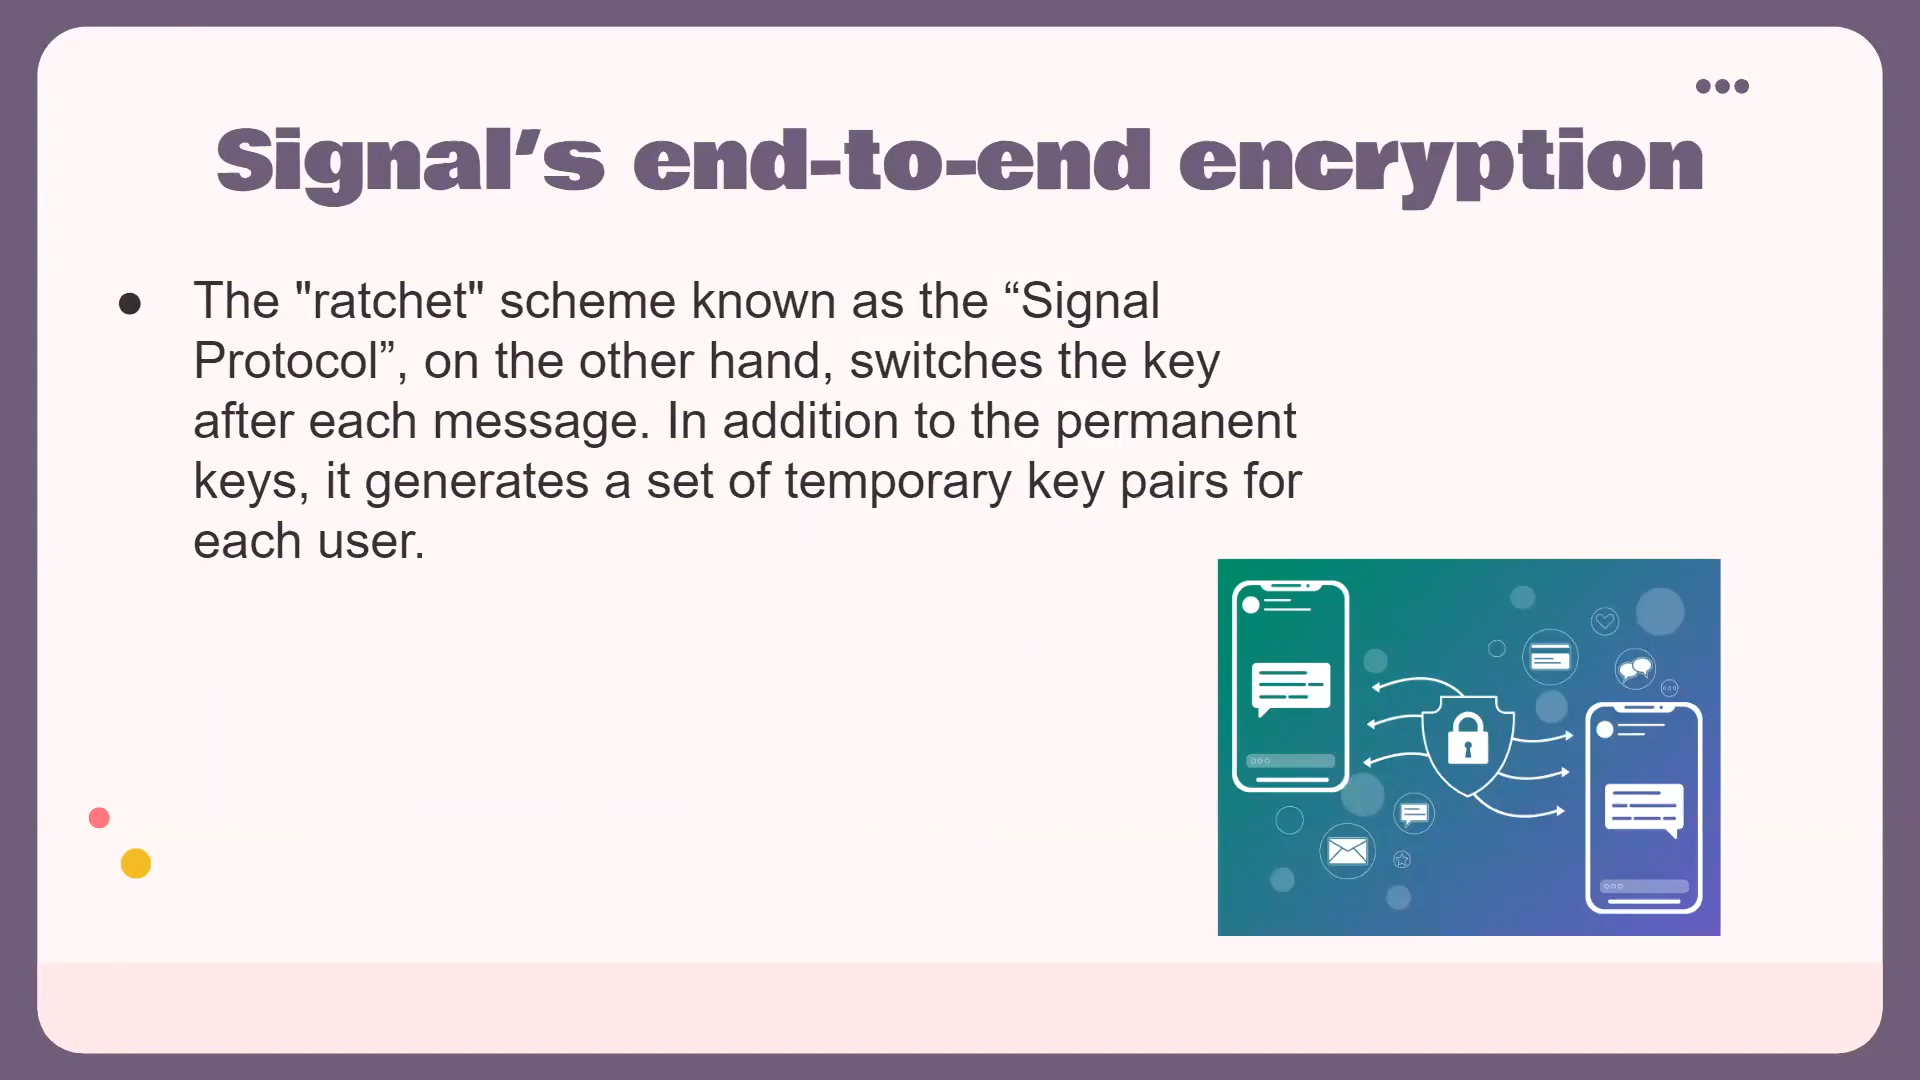 Signal’s end-to-end encryption
● The "ratchet" scheme known as the “Signal
Protocol”, on the other hand, switches the key
after each message. In addition to the permanent
keys, it generates a set of temporary key pairs for
each user.